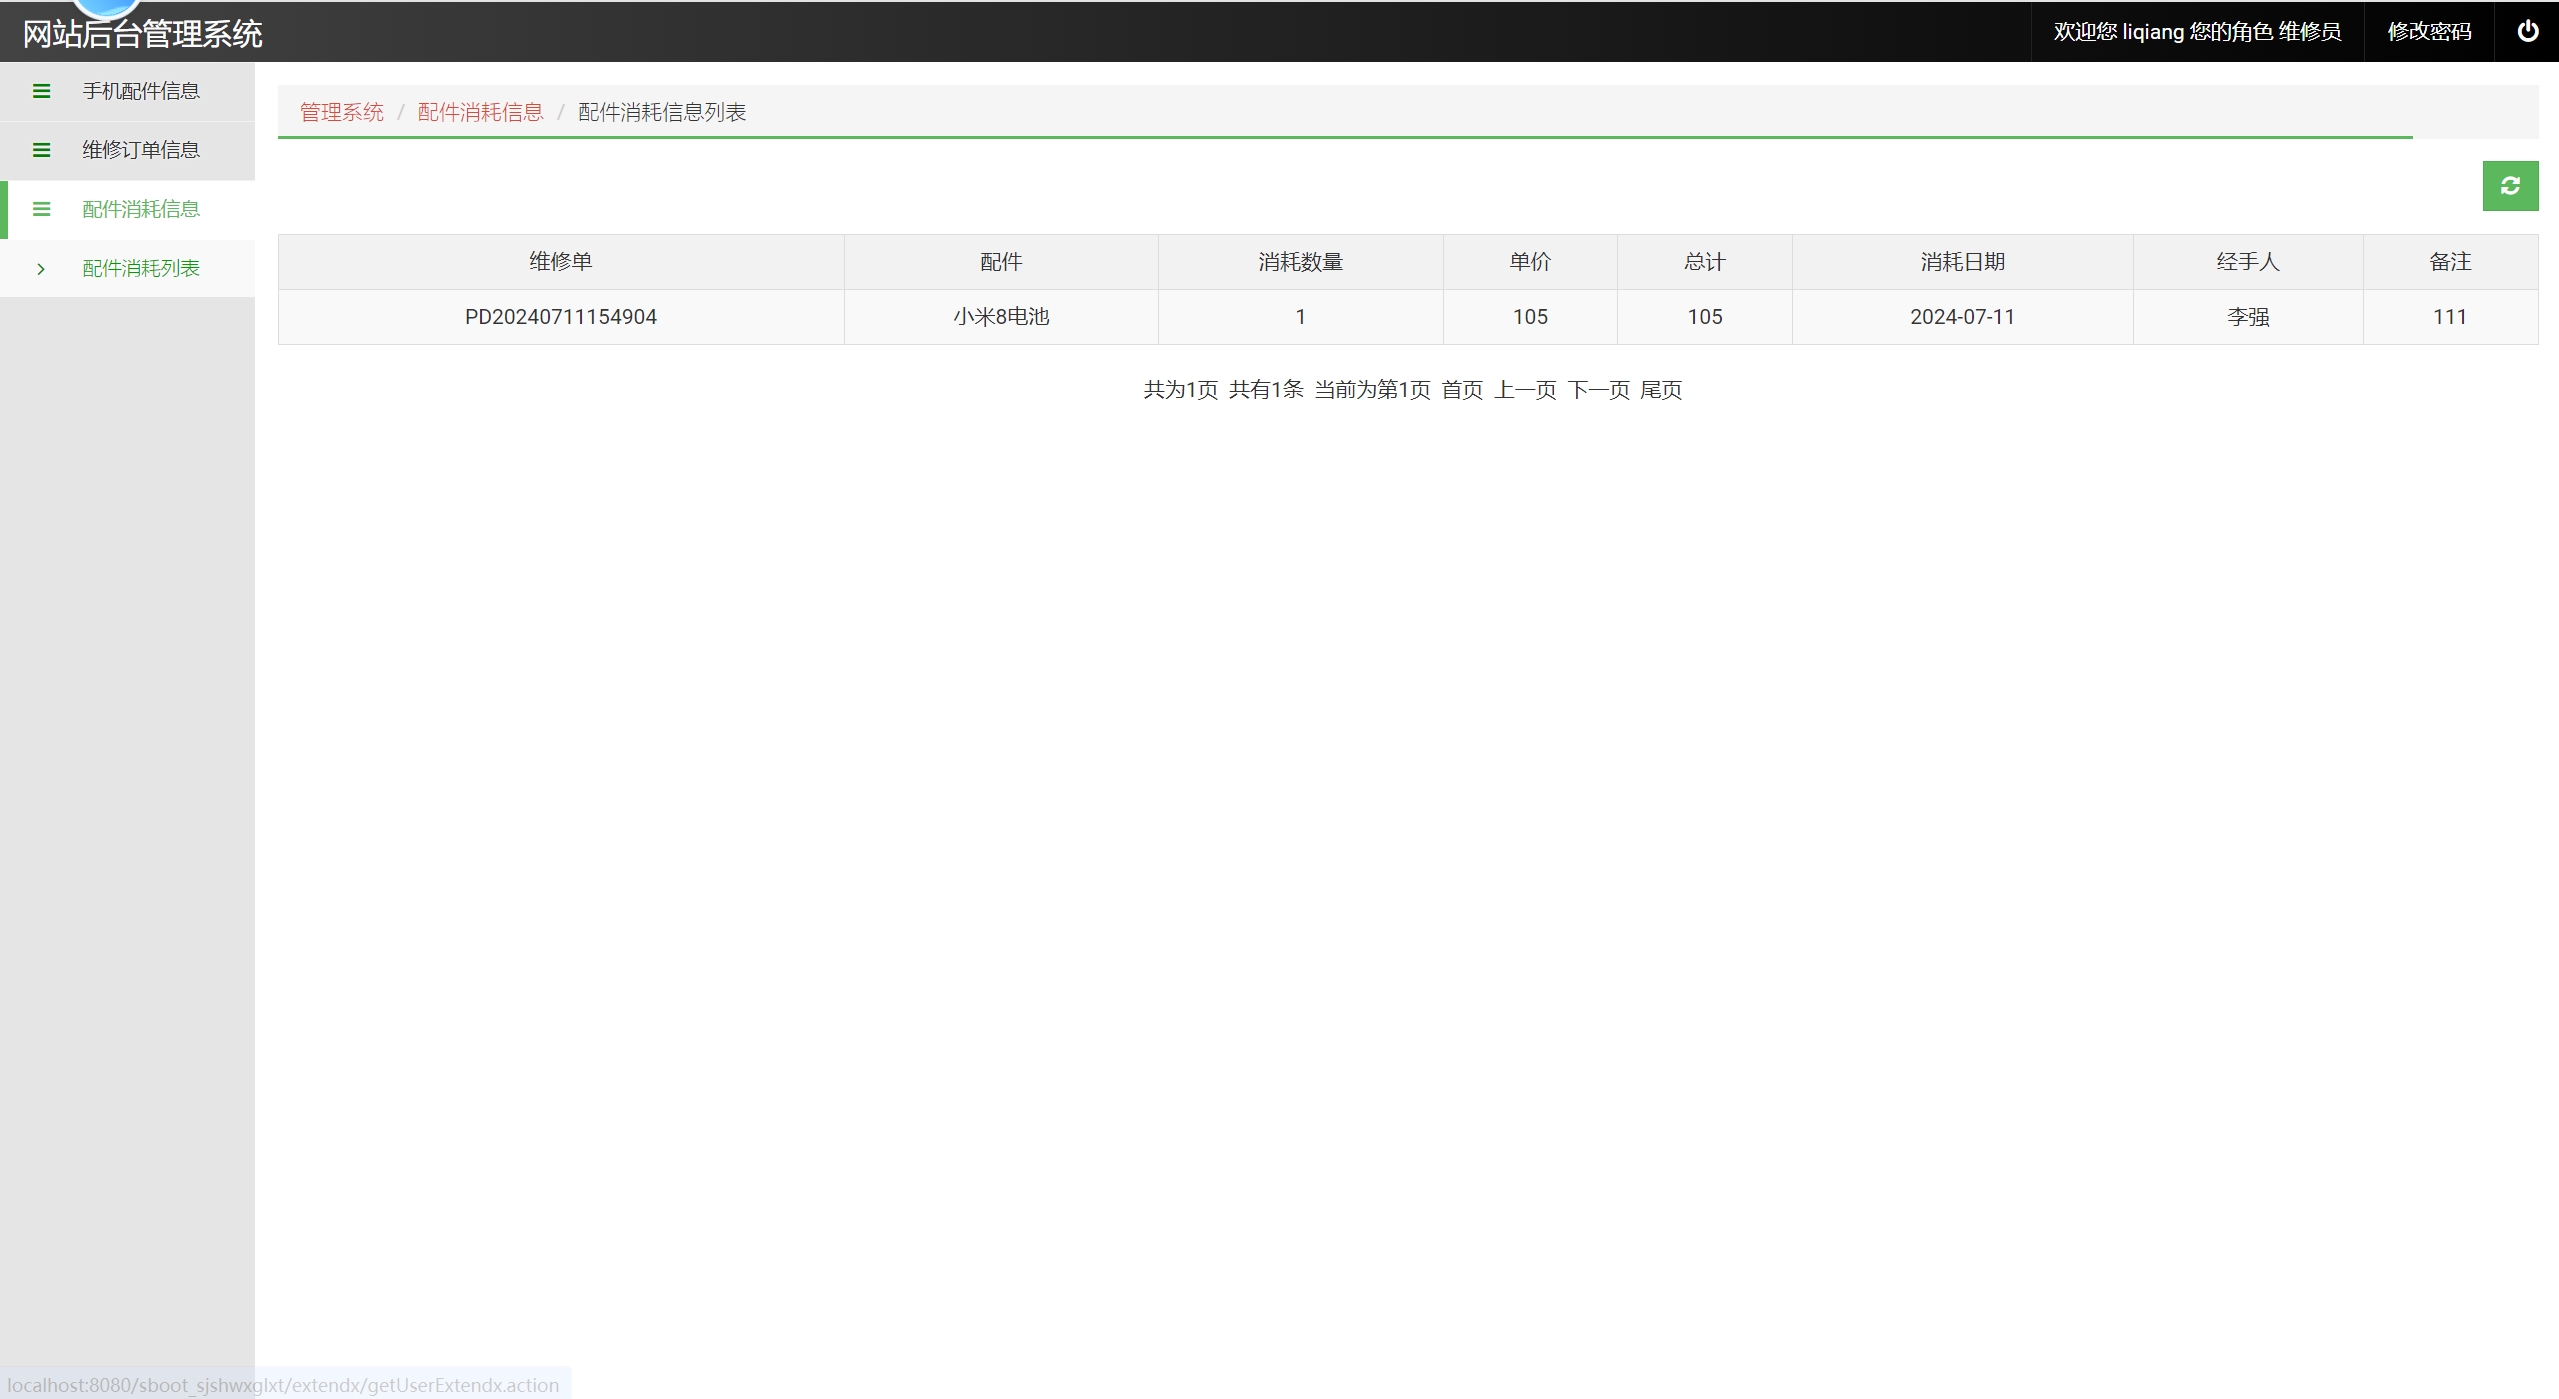 网站后台管理系统
欢迎您 liqiang 您的角色 维修员
修改密码
手机配件信息
维修订单信息
配件消耗信息
配件消耗列表
管理系统 / 配件消耗信息 / 配件消耗信息列表
维修单 配件 消耗数量 单价 总计 消耗日期 经手人 备注
PD20240711154904 小米8电池 1 105 105 2024-07-11 李强 111
共为1页 共有1条 当前为第1页 首页 上一页 下一页 尾页
localhost:8080/sboot_sjshwxglxt/extendx/getUserExtendx.action